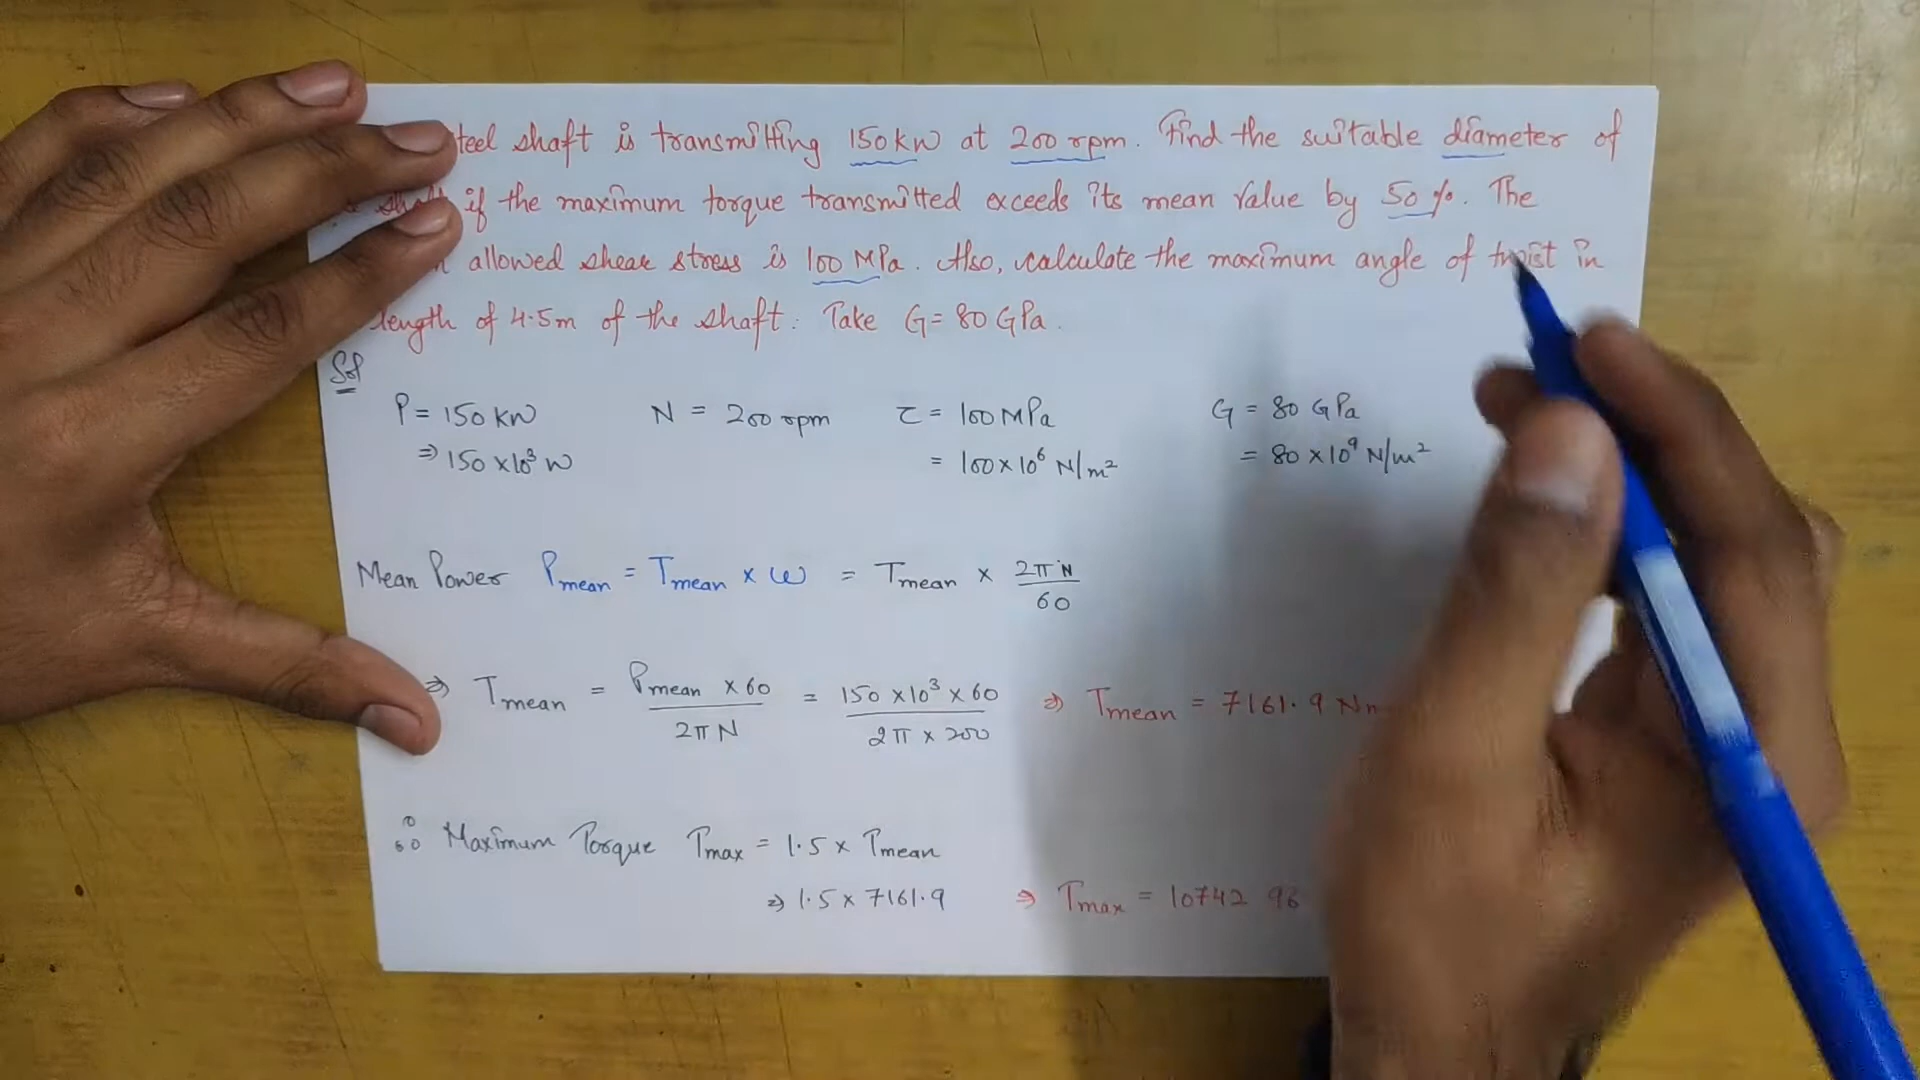 teel shaft is transmitting 150 kW at 200 rpm. Find the suitable diameter of
shaft if the maximum torque transmitted exceeds its mean value by 50 %. The
allowed shear stress is 100 MPa. Also, calculate the maximum angle of twist in
length of 4.5m of the shaft. Take G = 80 GPa.
Sol
P = 150 kW N = 200 rpm τ = 100 MPa G = 80 GPa
⇒ 150 × 10³ W = 100 × 10⁶ N/m² = 80 × 10⁹ N/m²
Mean Power Pmean = Tmean × ω = Tmean × 2πN / 60
⇒ Tmean = Pmean × 60 / 2πN = 150 × 10³ × 60 / 2π × 200 ⇒ Tmean = 7161.9 N
∴ Maximum Torque Tmax = 1.5 × Tmean
⇒ 1.5 × 7161.9 ⇒ Tmax = 10742 96